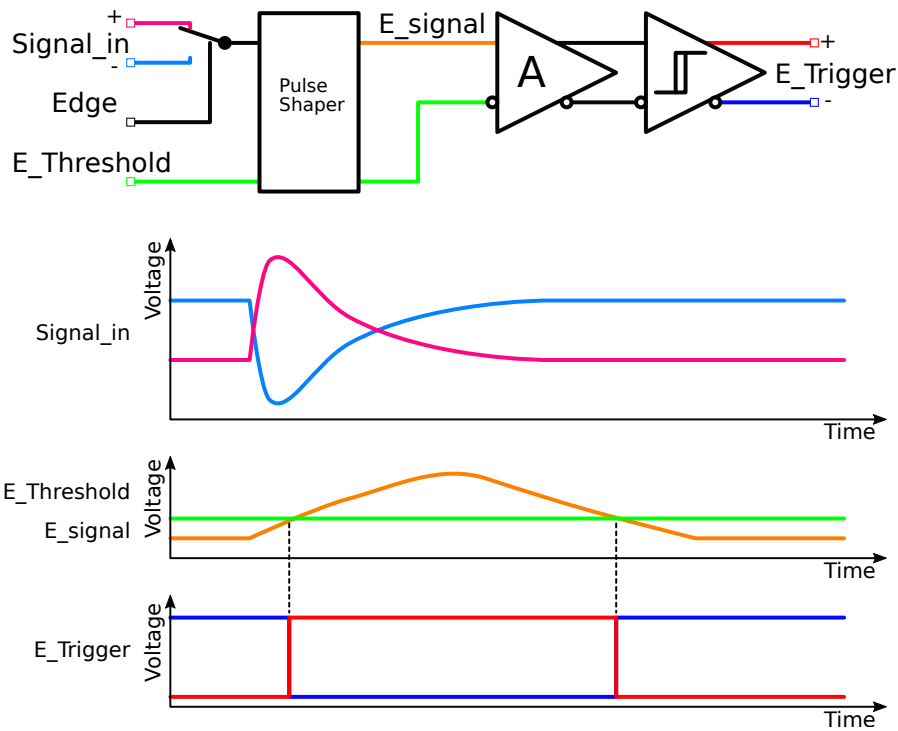 +
Signal_in
-
Edge
E_Threshold
Pulse
Shaper
E_signal
A
+
E_Trigger
-
Voltage
Signal_in
Time
Voltage
E_Threshold
E_signal
Time
Voltage
E_Trigger
Time